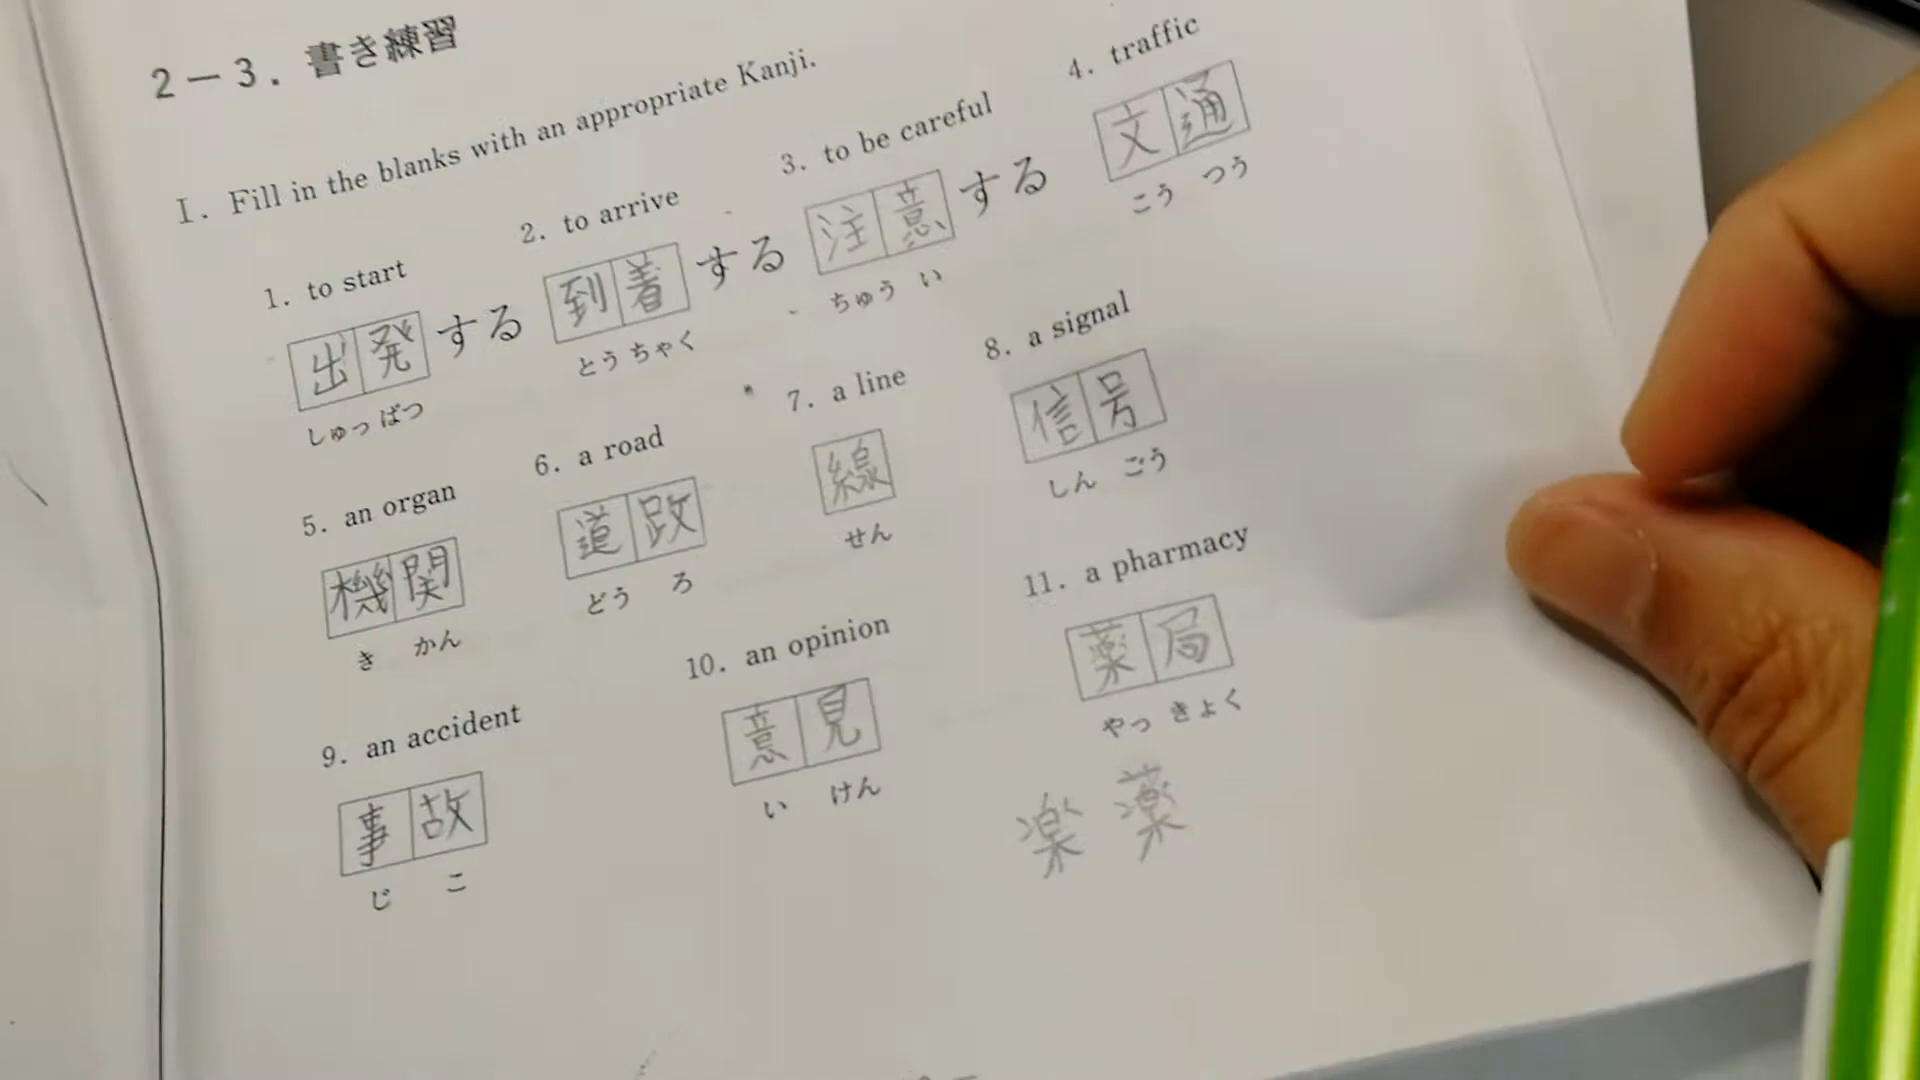 2－3．書き練習
I. Fill in the blanks with an appropriate Kanji.
1. to start
出発する
しゅっ ぱつ
2. to arrive
到着する
とう ちゃく
3. to be careful
注意する
ちゅう い
4. traffic
文通
こう つう
5. an organ
機関
き かん
6. a road
道政
どう ろ
7. a line
線
せん
8. a signal
信号
しん ごう
9. an accident
事故
じ こ
10. an opinion
意見
い けん
11. a pharmacy
薬局
やっ きょく
楽 薬